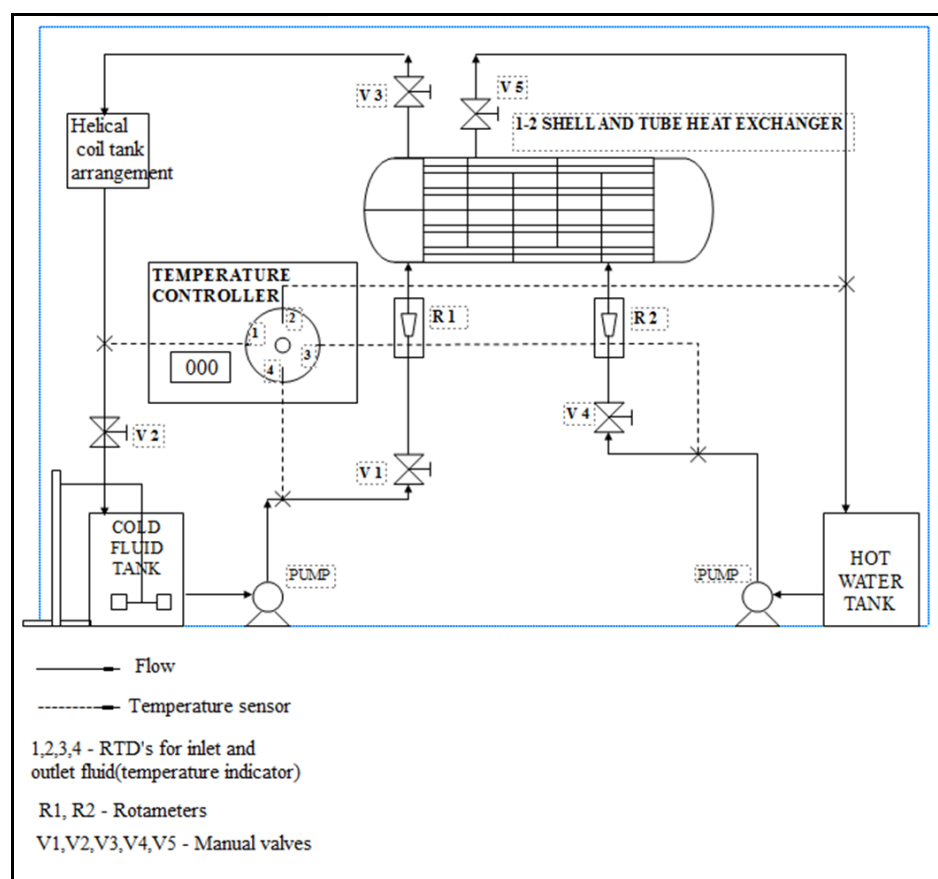 V 3
V 5
1-2 SHELL AND TUBE HEAT EXCHANGER
Helical
coil tank
arrangement
TEMPERATURE
CONTROLLER
1
2
3
4
000
R 1
R 2
V 2
V 1
V 4
COLD
FLUID
TANK
PUMP
PUMP
HOT
WATER
TANK
Flow
Temperature sensor
1,2,3,4 - RTD's for inlet and
outlet fluid(temperature indicator)
R1, R2 - Rotameters
V1,V2,V3,V4,V5 - Manual valves